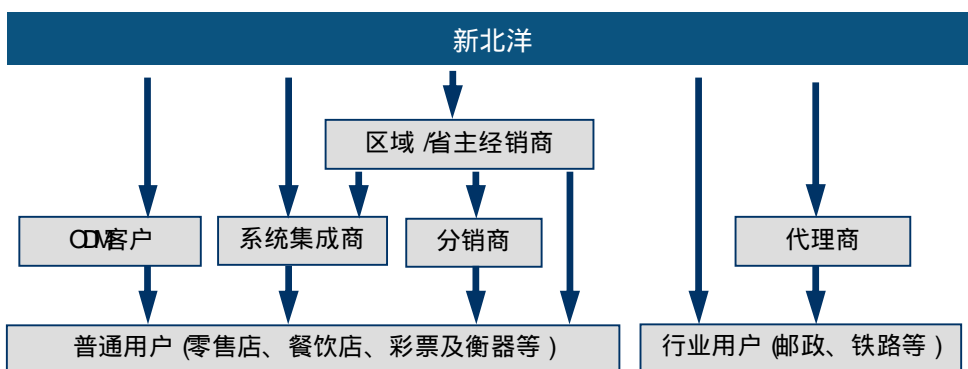 新北洋
区域/省主经销商
ODM客户
系统集成商
分销商
代理商
普通用户(零售店、餐饮店、彩票及衡器等)
行业用户(邮政、铁路等)